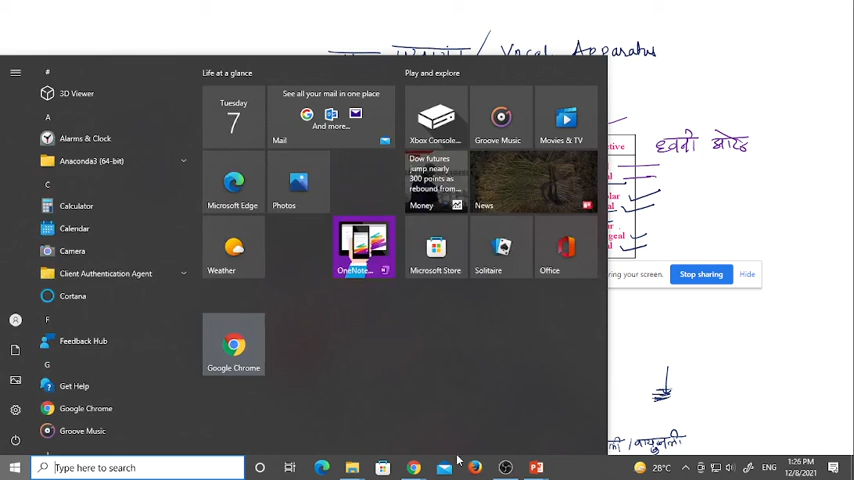 Vocal Apparatus
#
3D Viewer
A
Alarms & Clock
Anaconda3 (64-bit)
C
Calculator
Calendar
Camera
Client Authentication Agent
Cortana
F
Feedback Hub
G
Get Help
Google Chrome
Groove Music
Life at a glance
Tuesday
7
See all your mail in one place
And more...
Mail
Microsoft Edge
Photos
Weather
OneNote...
Google Chrome
Play and explore
Xbox Console...
Groove Music
Movies & TV
Dow futures
jump nearly
300 points as
rebound from...
Money
News
Microsoft Store
Solitaire
Office
ring your screen.
Stop sharing
Hide
Type here to search
28°C
ENG
1:26 PM
12/8/2021